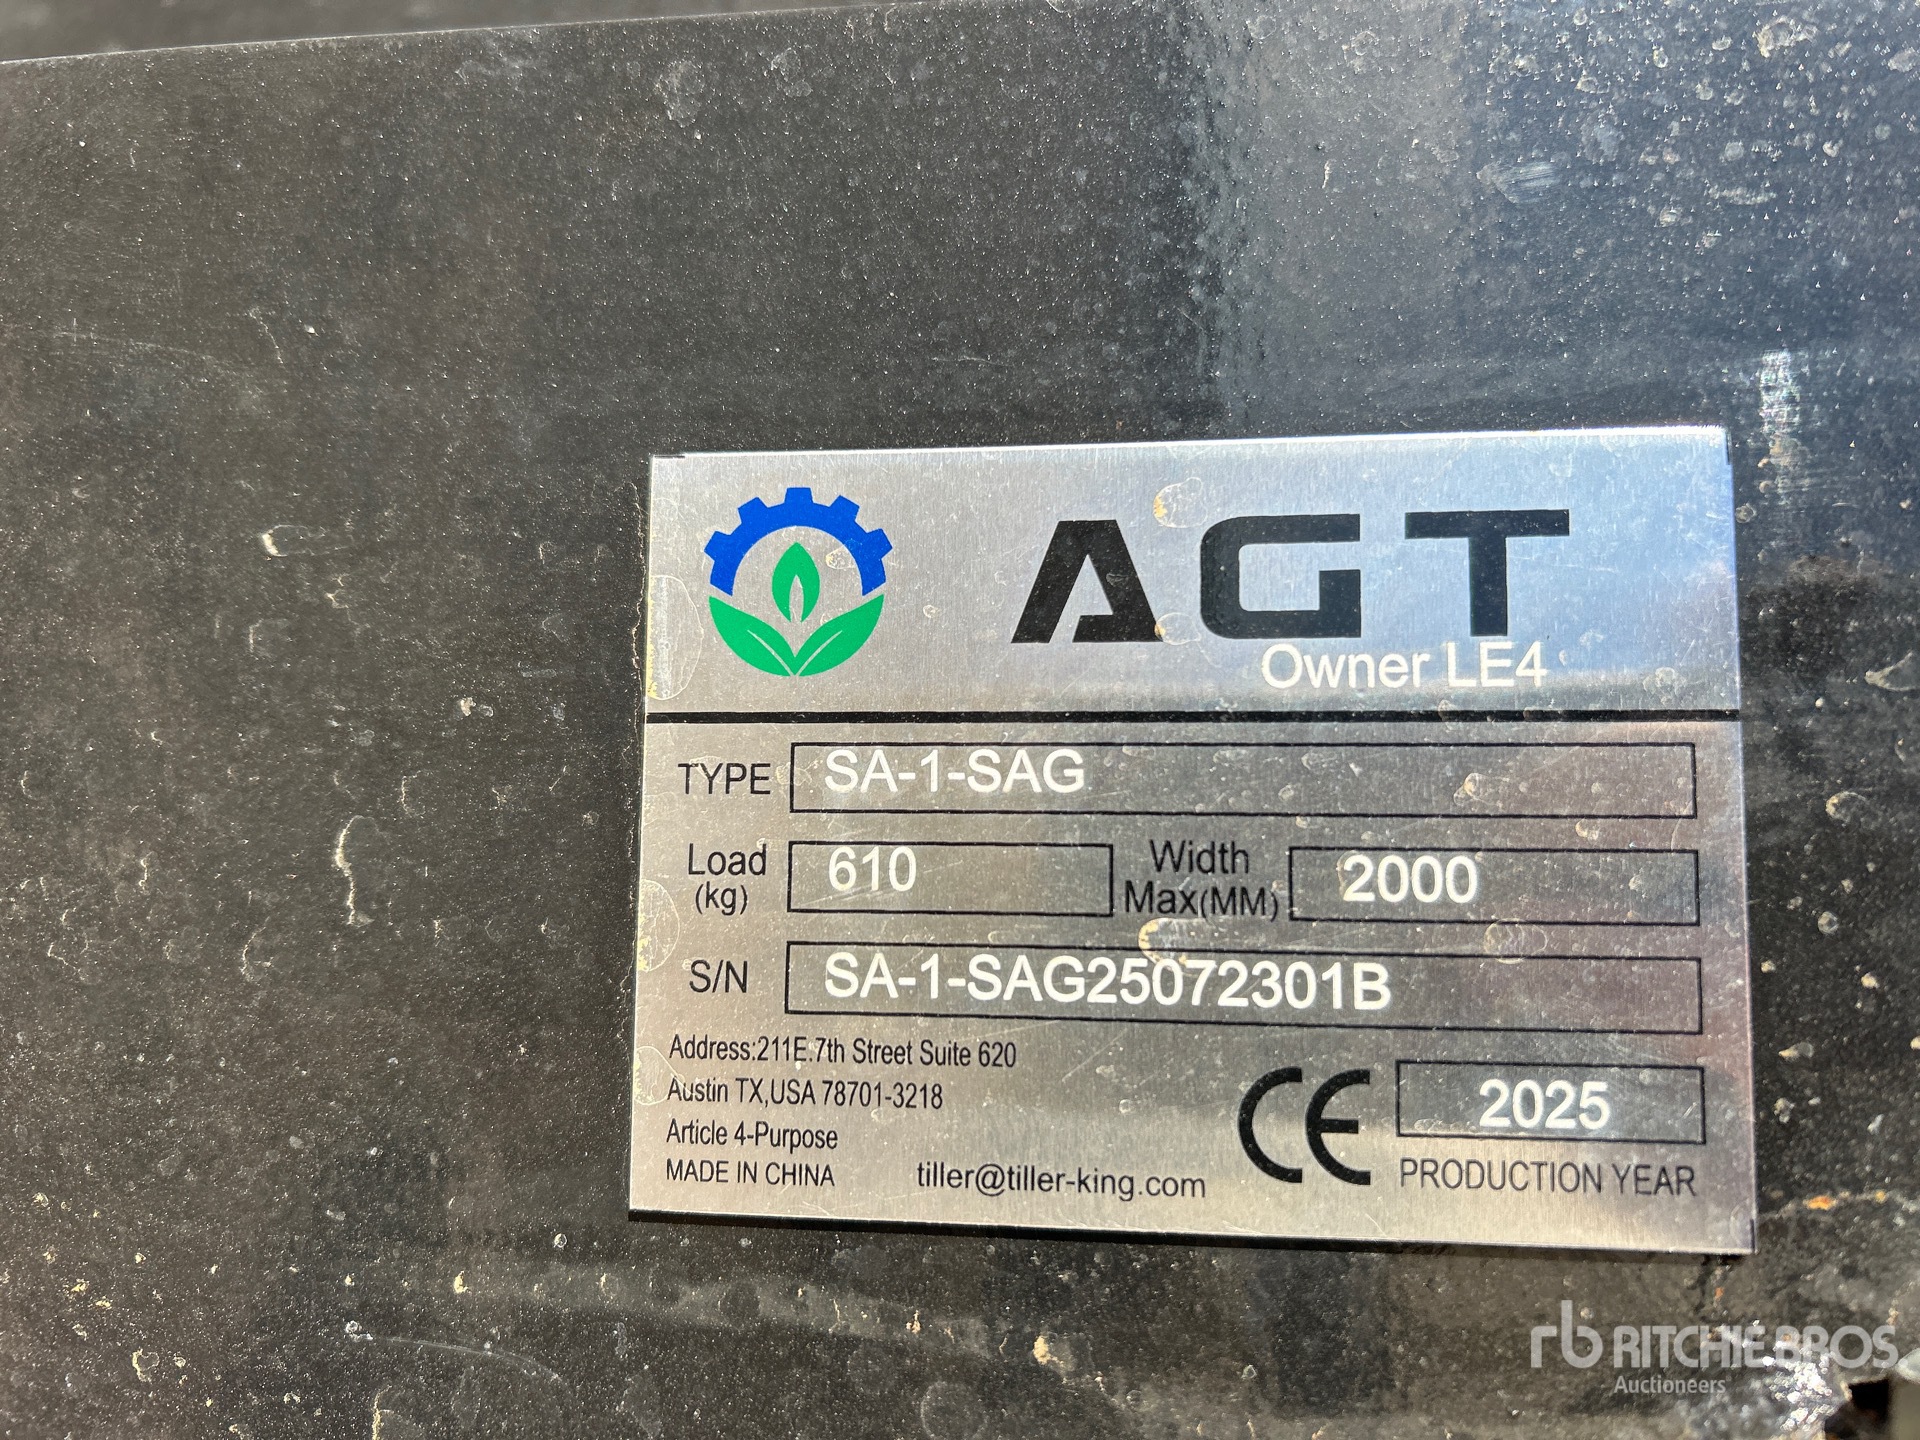 AGT
Owner LE4
TYPE SA-1-SAG
Load (kg) 610 Width Max(MM) 2000
S/N SA-1-SAG25072301B
Address:211E.7th Street Suite 620
Austin TX,USA 78701-3218
Article 4-Purpose
MADE IN CHINA
tiller@tiller-king.com
CE
2025
PRODUCTION YEAR
rb RITCHIE BROS
Auctioneers